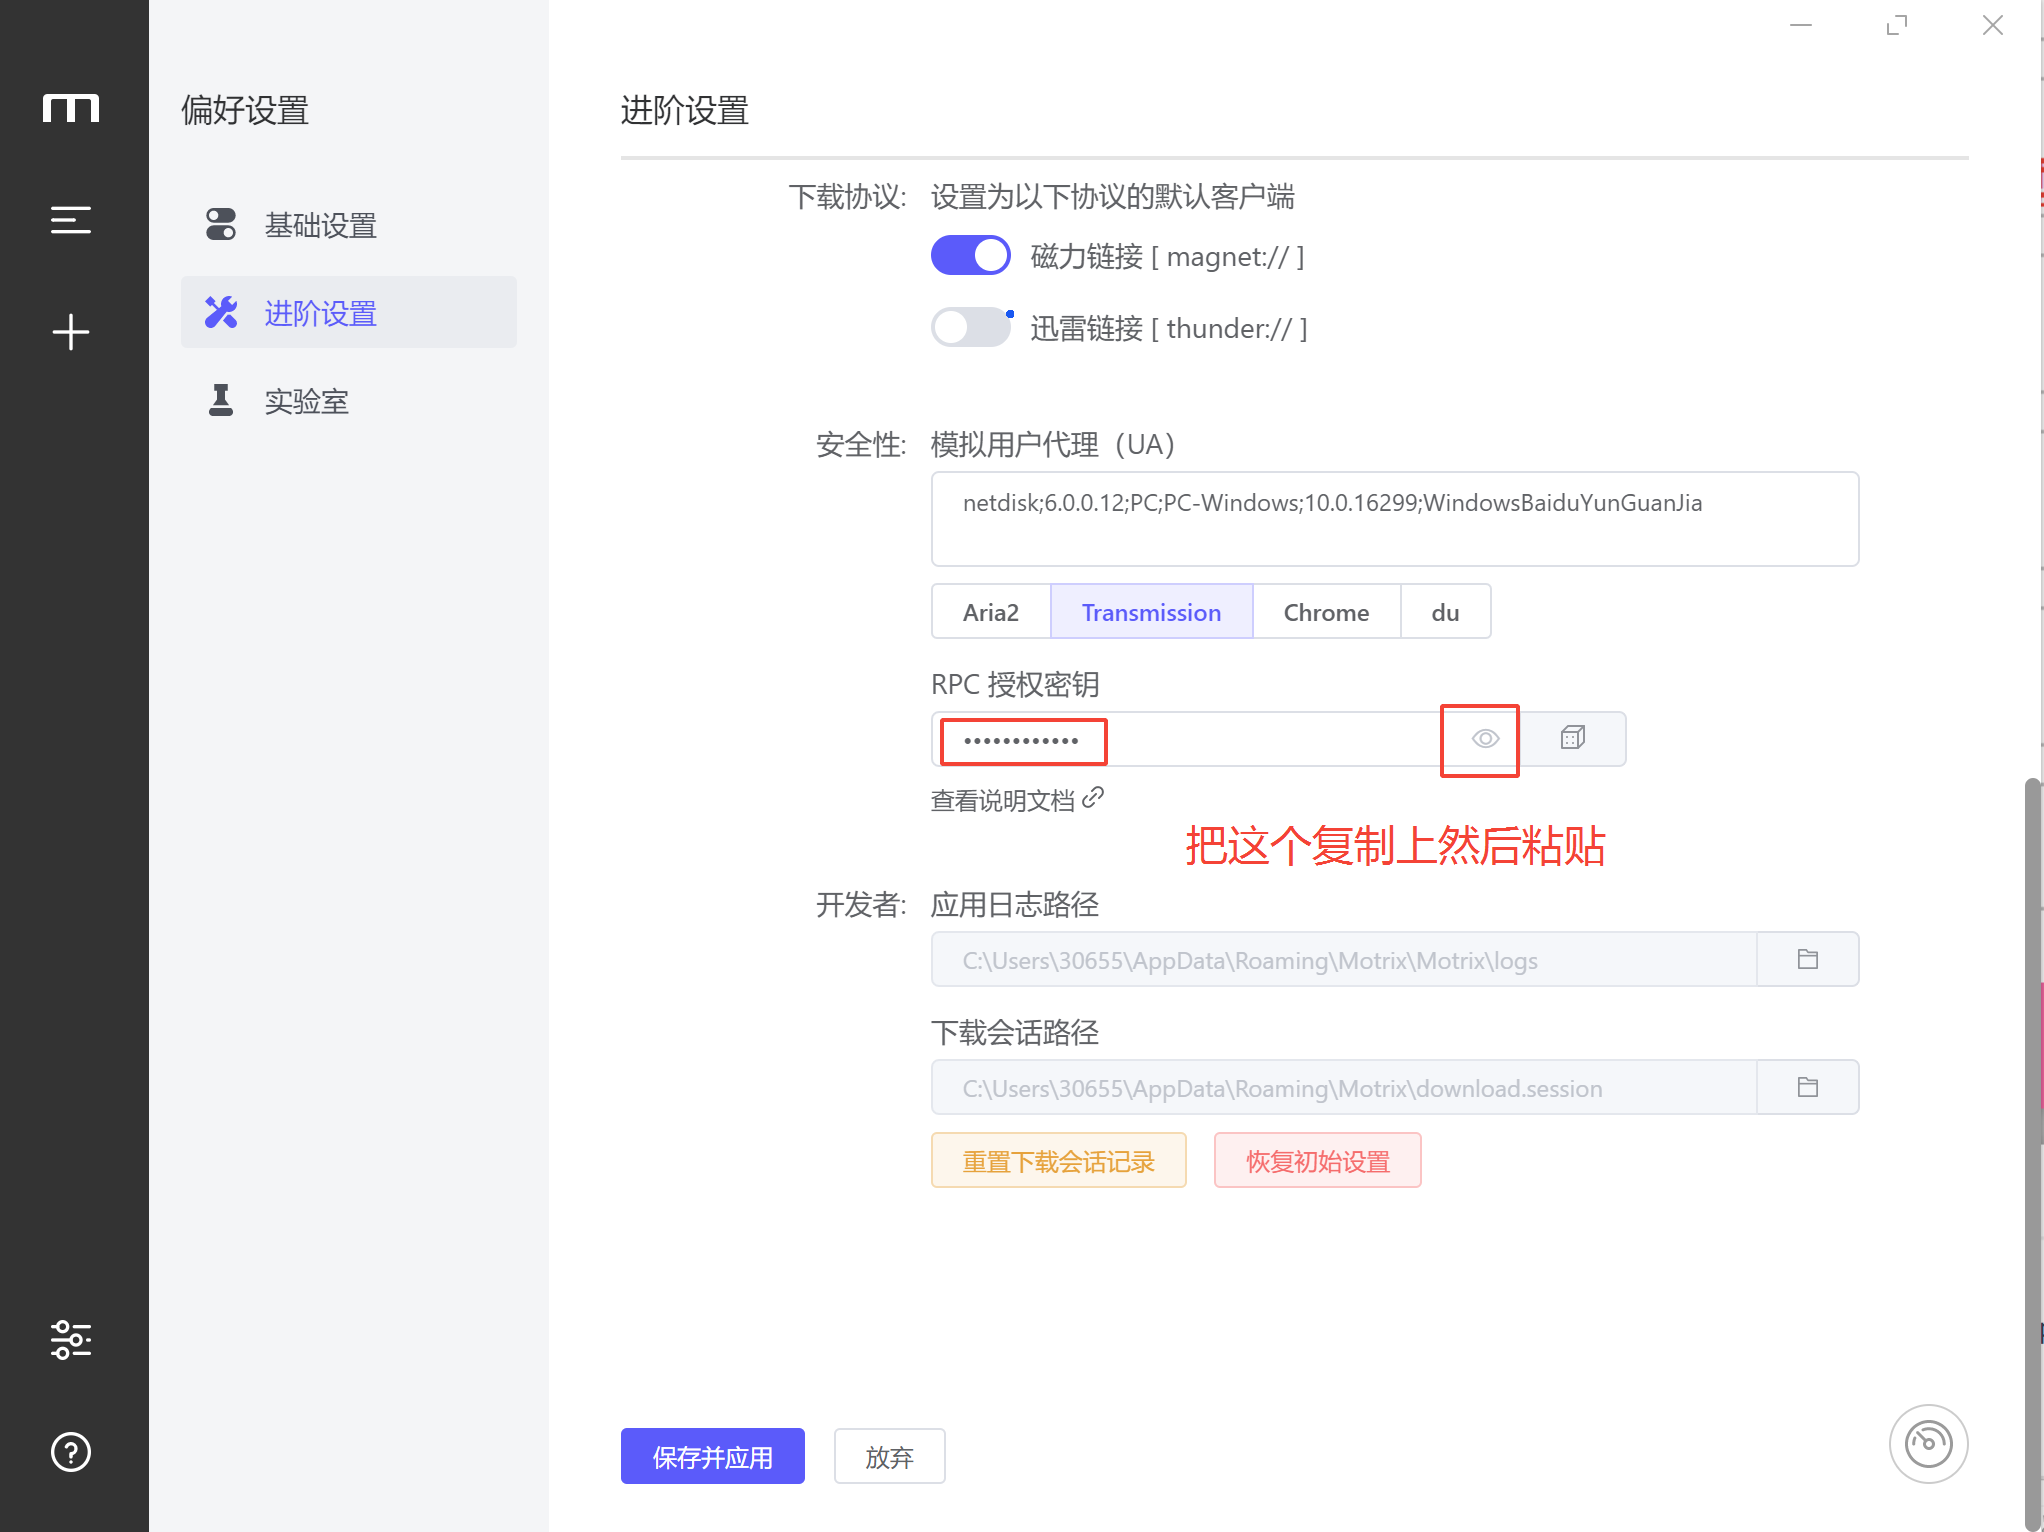 偏好设置
基础设置
进阶设置
实验室
进阶设置
下载协议: 设置为以下协议的默认客户端
磁力链接 [ magnet:// ]
迅雷链接 [ thunder:// ]
安全性: 模拟用户代理（UA）
netdisk;6.0.0.12;PC;PC-Windows;10.0.16299;WindowsBaiduYunGuanJia
Aria2 Transmission Chrome du
RPC 授权密钥
••••••••••••
查看说明文档
把这个复制上然后粘贴
开发者: 应用日志路径
C:\Users\30655\AppData\Roaming\Motrix\Motrix\logs
下载会话路径
C:\Users\30655\AppData\Roaming\Motrix\download.session
重置下载会话记录 恢复初始设置
保存并应用 放弃